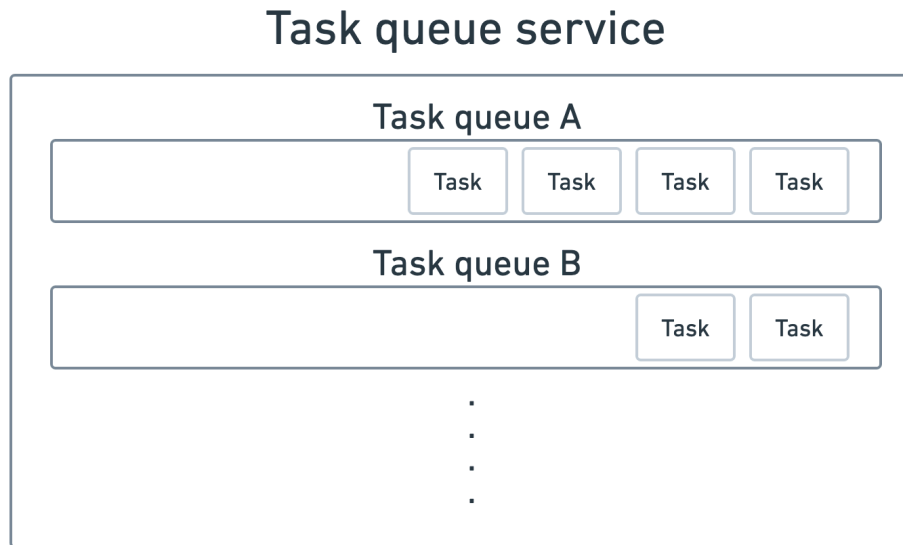 Task queue service
Task queue A
Task Task Task Task
Task queue B
Task Task
.
.
.
.